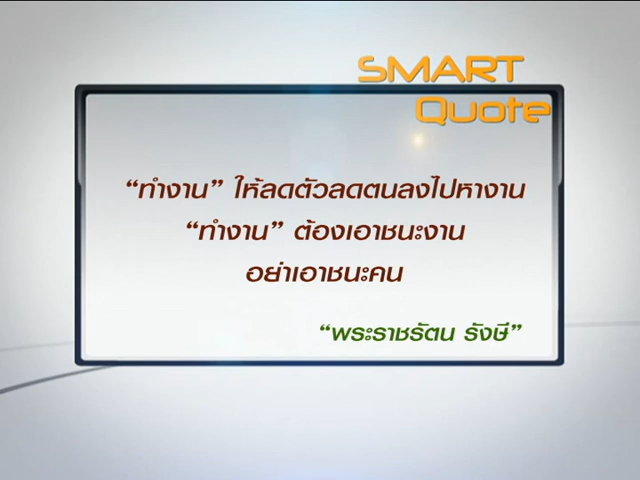 SMART
Quote
“ทำงาน” ให้ลดตัวลดตนลงไปหางาน
“ทำงาน” ต้องเอาชนะงาน
อย่าเอาชนะคน
“พระราชรัตน รังษี”